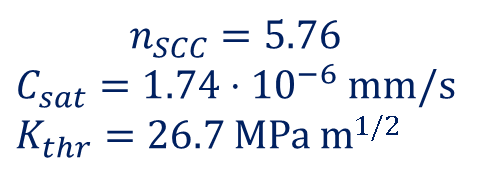 n_SCC = 5.76
C_sat = 1.74 · 10^−6 mm/s
K_thr = 26.7 MPa m^1/2